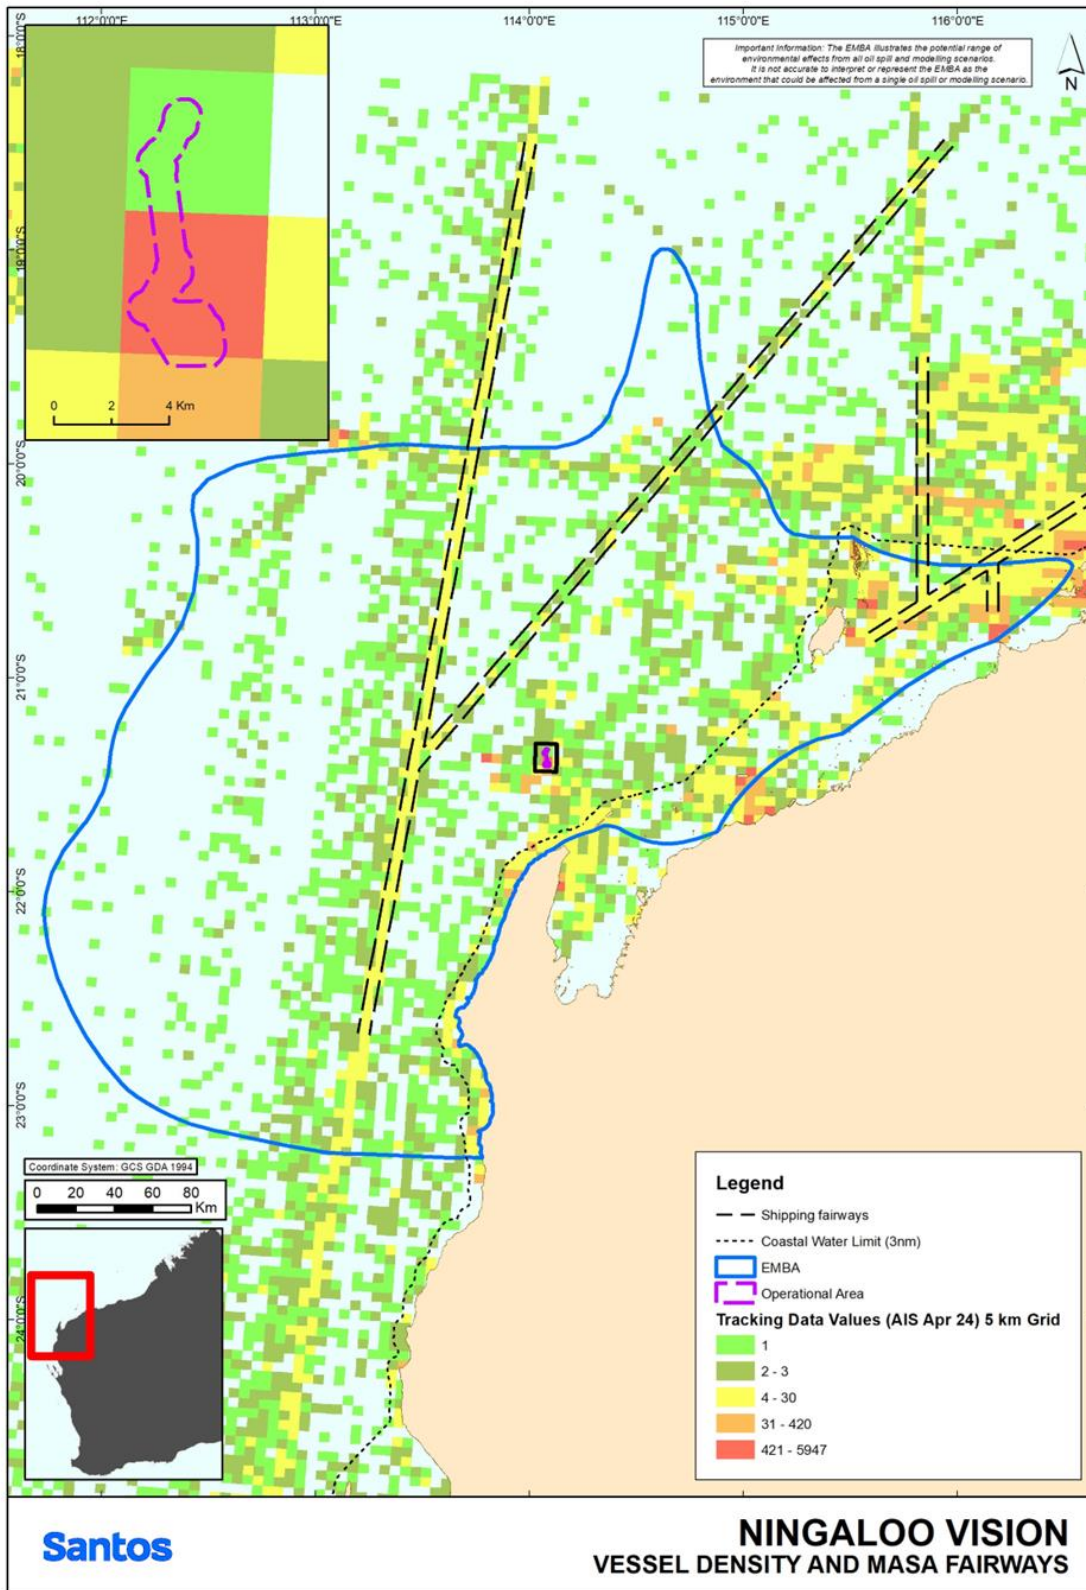 112°0'0"E
113°0'0"E
114°0'0"E
115°0'0"E
116°0'0"E
18°0'0"S
19°0'0"S
20°0'0"S
21°0'0"S
22°0'0"S
23°0'0"S
24°0'0"S
Important Information: The EMBA illustrates the potential range of
environmental effects from all oil spill and modelling scenarios.
It is not accurate to interpret or represent the EMBA as the
environment that could be affected from a single oil spill or modelling scenario.
N
0 2 4 Km
Coordinate System: GCS GDA 1994
0 20 40 60 80
Km
Legend
Shipping fairways
Coastal Water Limit (3nm)
EMBA
Operational Area
Tracking Data Values (AIS Apr 24) 5 km Grid
1
2 - 3
4 - 30
31 - 420
421 - 5947
Santos
NINGALOO VISION
VESSEL DENSITY AND MASA FAIRWAYS